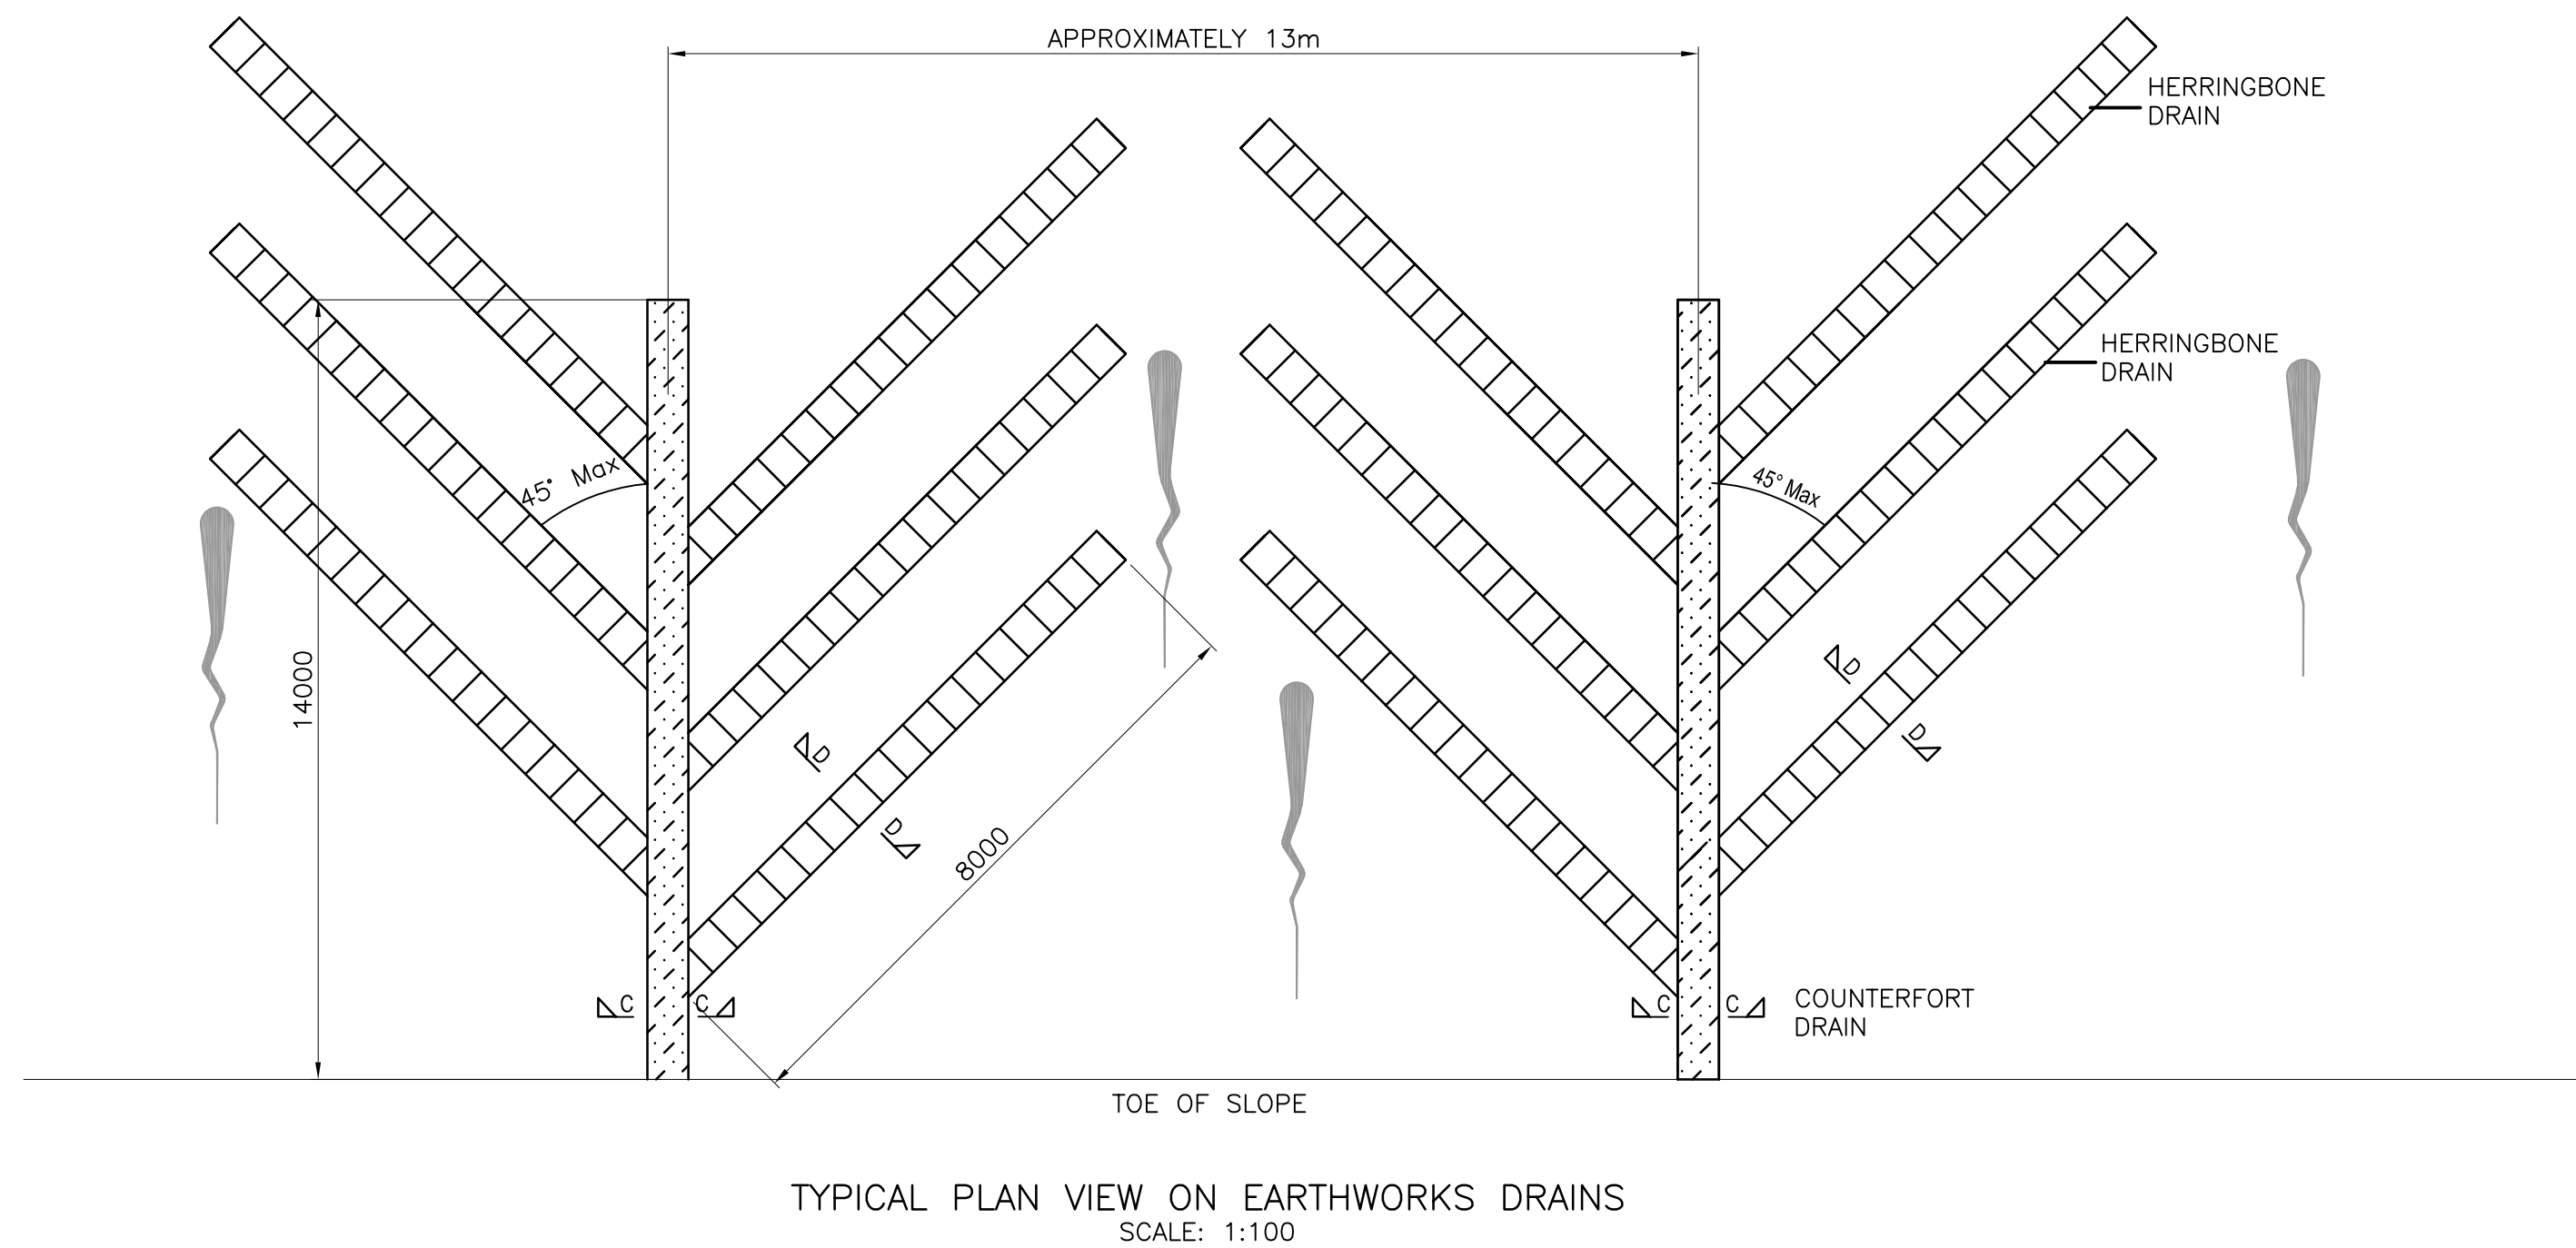 APPROXIMATELY 13m
HERRINGBONE
DRAIN
HERRINGBONE
DRAIN
45° Max
45° Max
14000
D
D
D
D
8000
C
C
C
C
COUNTERFORT
DRAIN
TOE OF SLOPE
TYPICAL PLAN VIEW ON EARTHWORKS DRAINS
SCALE: 1:100